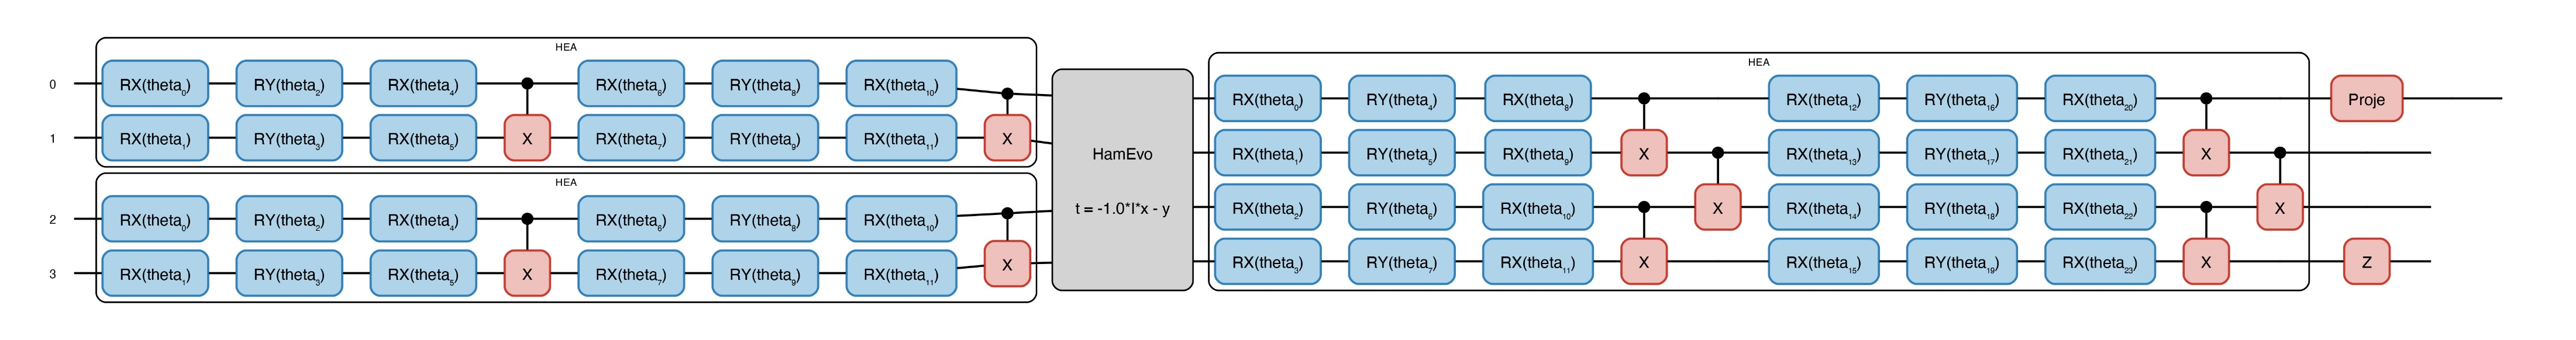 HEA
0 RX(theta₀) RY(theta₂) RX(theta₄) RX(theta₆) RY(theta₈) RX(theta₁₀)
1 RX(theta₁) RY(theta₃) RX(theta₅) X RX(theta₇) RY(theta₉) RX(theta₁₁) X
HEA
2 RX(theta₀) RY(theta₂) RX(theta₄) RX(theta₆) RY(theta₈) RX(theta₁₀)
3 RX(theta₁) RY(theta₃) RX(theta₅) X RX(theta₇) RY(theta₉) RX(theta₁₁) X
HamEvo
t = -1.0*I*x - y
HEA
RX(theta₀) RY(theta₄) RX(theta₈) RX(theta₁₂) RY(theta₁₆) RX(theta₂₀) Proje
RX(theta₁) RY(theta₅) RX(theta₉) X RX(theta₁₃) RY(theta₁₇) RX(theta₂₁) X
RX(theta₂) RY(theta₆) RX(theta₁₀) X RX(theta₁₄) RY(theta₁₈) RX(theta₂₂) X
RX(theta₃) RY(theta₇) RX(theta₁₁) X RX(theta₁₅) RY(theta₁₉) RX(theta₂₃) X Z